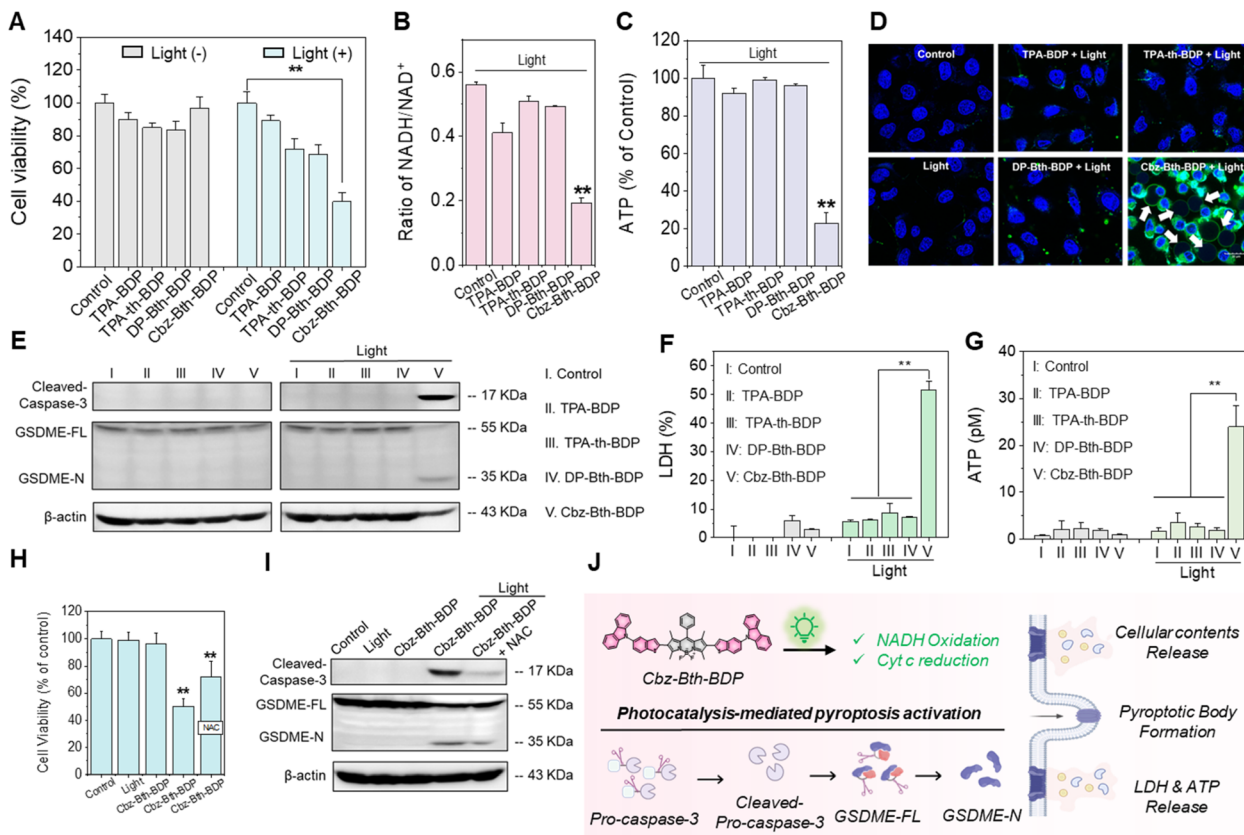 A
Cell viability (%)
120
100
80
60
40
20
0
Light (-)
Light (+)
**
Control
TPA-BDP
TPA-th-BDP
DP-Bth-BDP
Cbz-Bth-BDP
Control
TPA-BDP
TPA-th-BDP
DP-Bth-BDP
Cbz-Bth-BDP
B
Ratio of NADH/NAD+
0.6
0.4
0.2
0.0
Light
**
Control
TPA-BDP
TPA-th-BDP
DP-Bth-BDP
Cbz-Bth-BDP
C
ATP (% of Control)
120
100
80
60
40
20
0
Light
**
Control
TPA-BDP
TPA-th-BDP
DP-Bth-BDP
Cbz-Bth-BDP
D
Control
TPA-BDP + Light
TPA-th-BDP + Light
Light
DP-Bth-BDP + Light
Cbz-Bth-BDP + Light
E
Light
I II III IV V I II III IV V
Cleaved-
Caspase-3
-- 17 KDa
GSDME-FL
-- 55 KDa
GSDME-N
-- 35 KDa
β-actin
-- 43 KDa
I. Control
II. TPA-BDP
III. TPA-th-BDP
IV. DP-Bth-BDP
V. Cbz-Bth-BDP
F
LDH (%)
60
50
40
30
20
10
0
I: Control
II: TPA-BDP
III: TPA-th-BDP
IV: DP-Bth-BDP
V: Cbz-Bth-BDP
**
I II III IV V I II III IV V
Light
G
ATP (pM)
40
30
20
10
0
I: Control
II: TPA-BDP
III: TPA-th-BDP
IV: DP-Bth-BDP
V: Cbz-Bth-BDP
**
I II III IV V I II III IV V
Light
H
Cell Viability (% of control)
120
100
80
60
40
20
0
**
**
NAC
Control
Light
Cbz-Bth-BDP
Cbz-Bth-BDP
Cbz-Bth-BDP
I
Light
Control
Light
Cbz-Bth-BDP
Cbz-Bth-BDP
Cbz-Bth-BDP
+ NAC
Cleaved-
Caspase-3
-- 17 KDa
GSDME-FL
-- 55 KDa
GSDME-N
-- 35 KDa
β-actin
-- 43 KDa
J
Cbz-Bth-BDP
✓ NADH Oxidation
✓ Cyt c reduction
Photocatalysis-mediated pyroptosis activation
Pro-caspase-3
Cleaved-
Pro-caspase-3
GSDME-FL
GSDME-N
Cellular contents
Release
Pyroptotic Body
Formation
LDH & ATP
Release